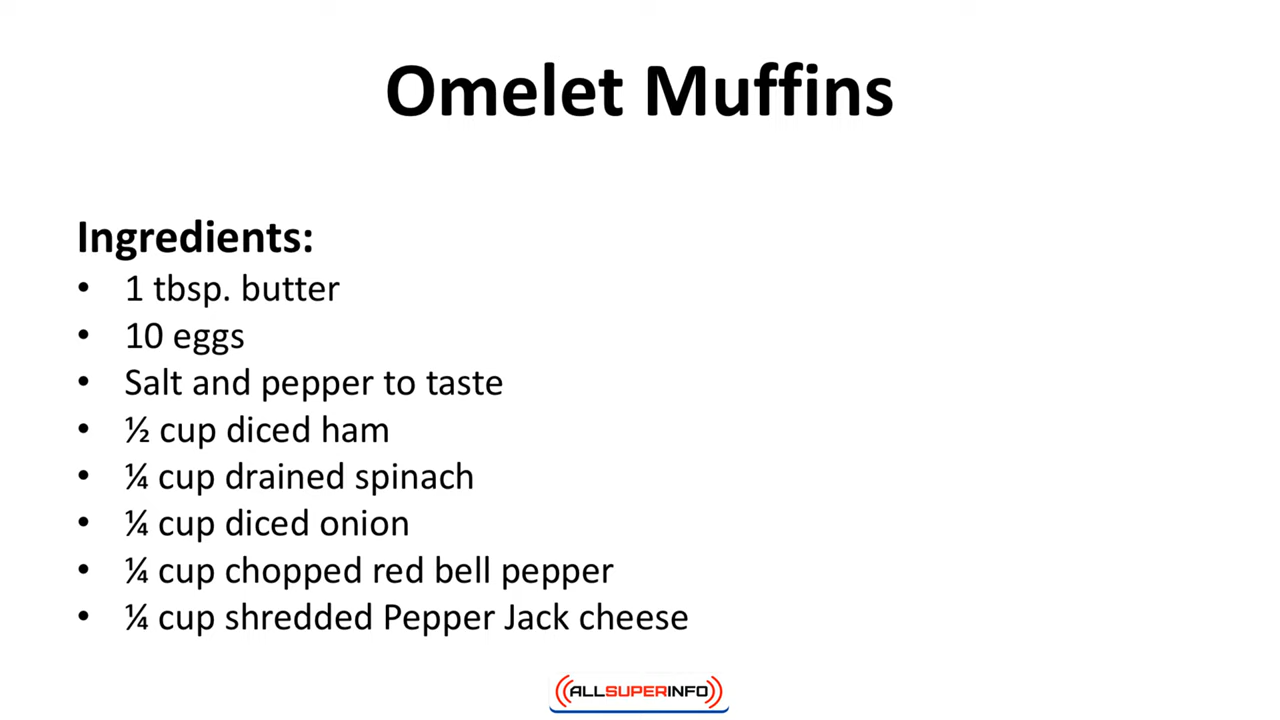 Omelet Muffins
Ingredients:
• 1 tbsp. butter
• 10 eggs
• Salt and pepper to taste
• ½ cup diced ham
• ¼ cup drained spinach
• ¼ cup diced onion
• ¼ cup chopped red bell pepper
• ¼ cup shredded Pepper Jack cheese
ALLSUPERINFO